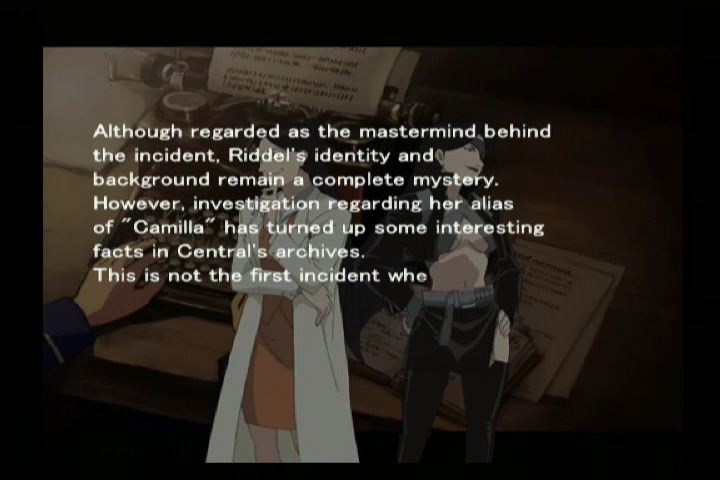 Although regarded as the mastermind behind
the incident, Riddel's identity and
background remain a complete mystery.
However, investigation regarding her alias
of "Camilla" has turned up some interesting
facts in Central's archives.
This is not the first incident whe